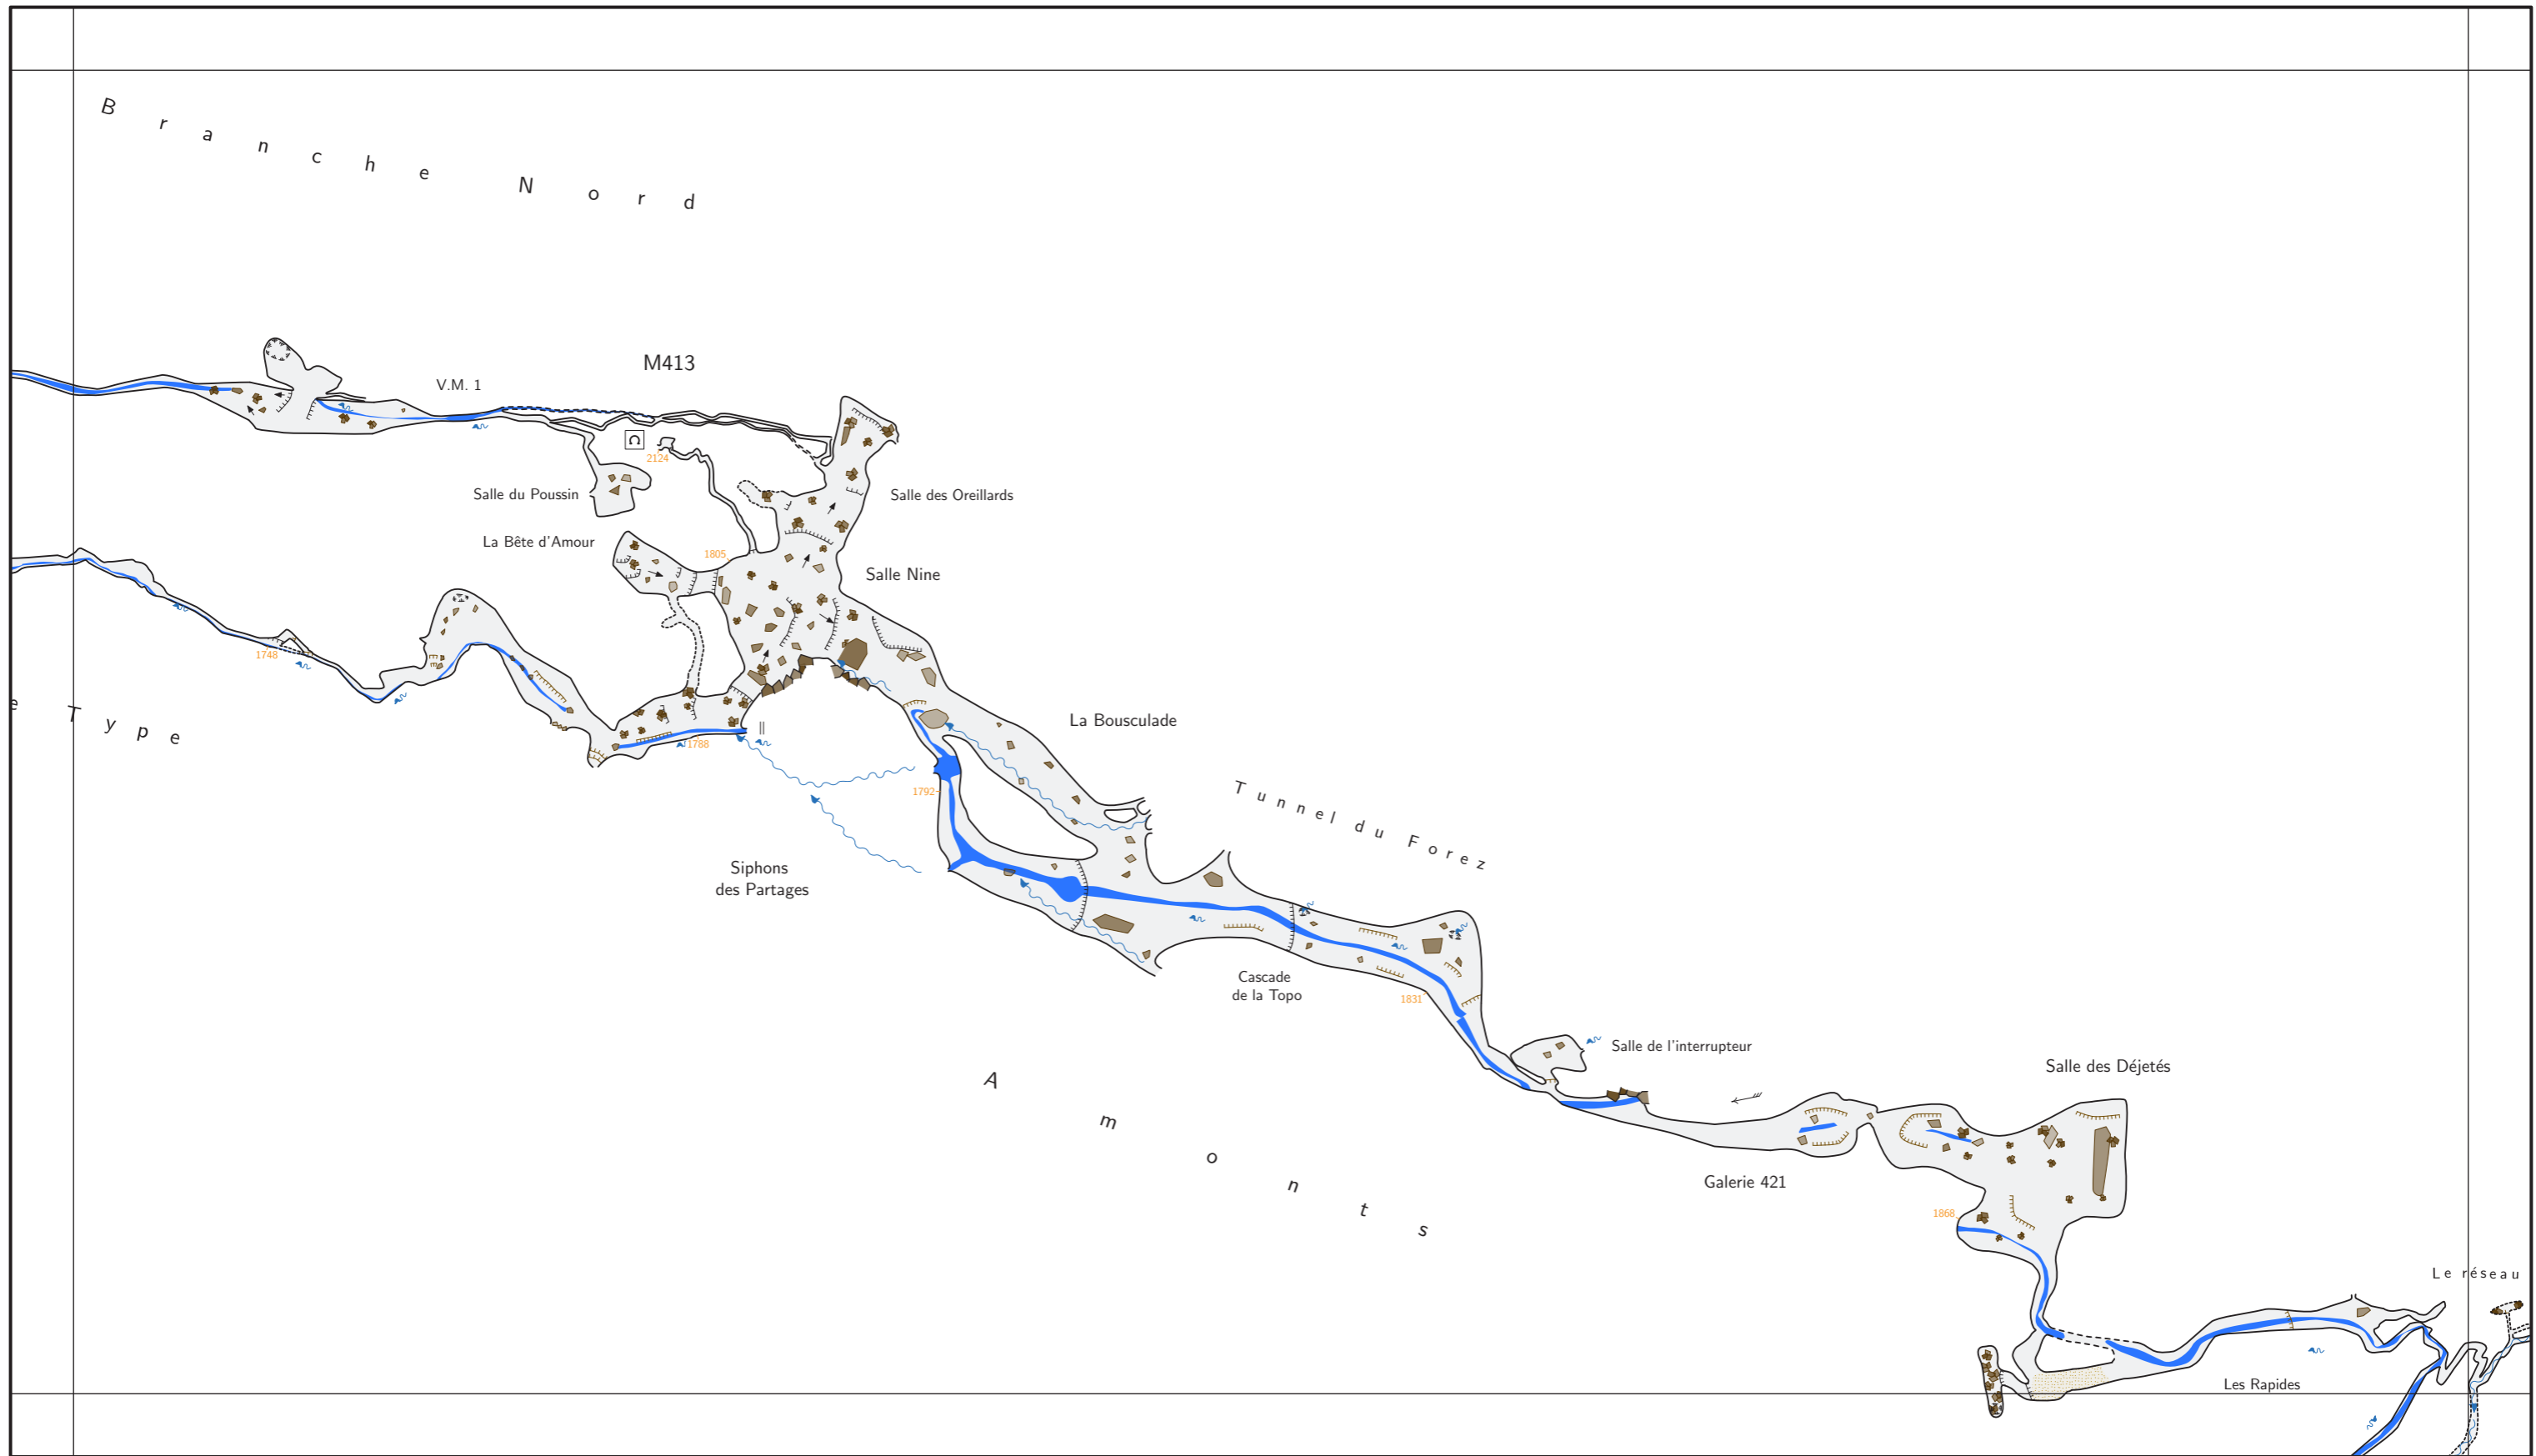 Branche Nord
M413
V.M. 1
2124
Salle du Poussin
Salle des Oreillards
La Bête d'Amour
1805
Salle Nine
1748
e Type
1788
La Bousculade
1792
Tunnel du Forez
Siphons
des Partages
Cascade
de la Topo
1831
Salle de l'interrupteur
Salle des Déjetés
Amonts
Galerie 421
1868
Le réseau
Les Rapides